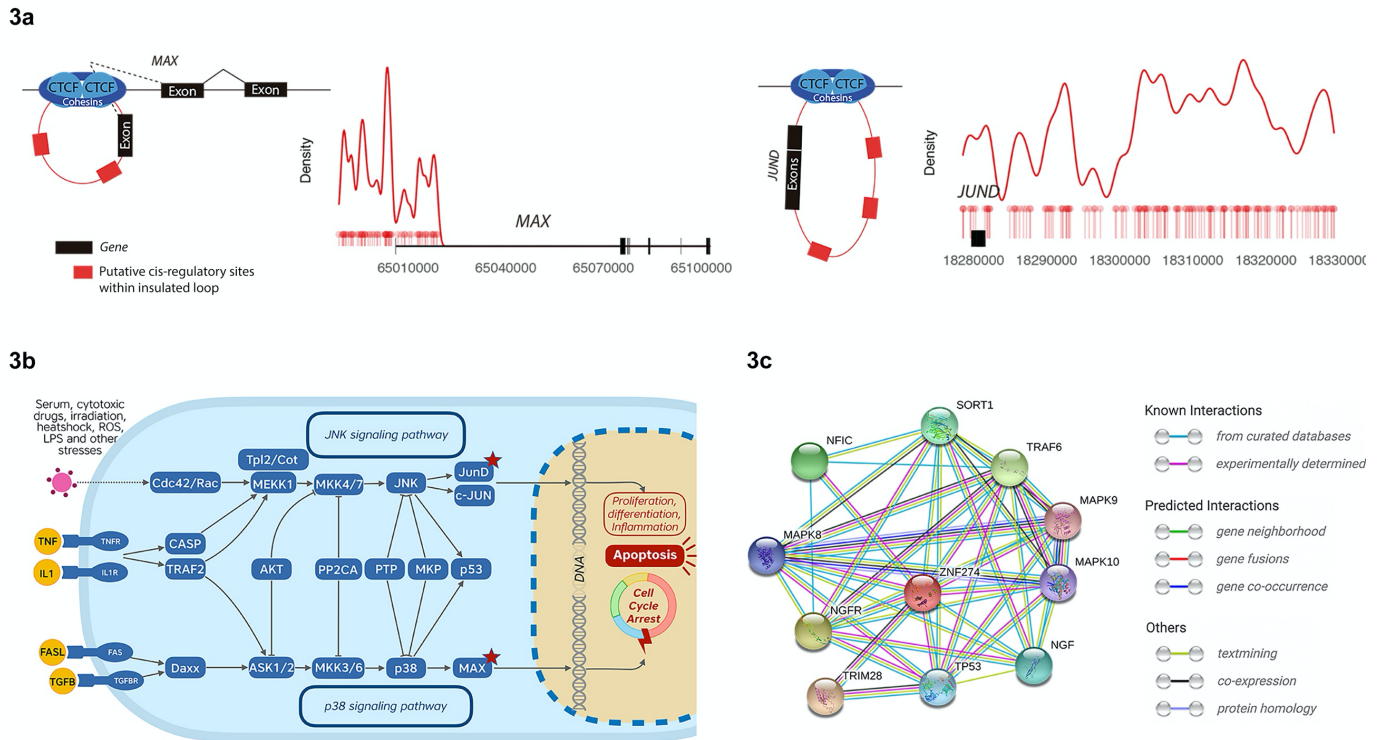 3a
MAX
CTCF CTCF
Cohesins
Exon
Exon
Exon
Gene
Putative cis-regulatory sites
within insulated loop
Density
MAX
65010000
65040000
65070000
65100000
CTCF CTCF
Cohesins
JUND
Exons
Density
JUND
18280000
18290000
18300000
18310000
18320000
18330000
3b
Serum, cytotoxic
drugs, irradiation,
heatshock, ROS,
LPS and other
stresses
JNK signaling pathway
Tpl2/Cot
Cdc42/Rac
MEKK1
MKK4/7
JNK
JunD
c-JUN
TNF
TNFR
IL1
IL1R
CASP
TRAF2
AKT
PP2CA
PTP
MKP
p53
FASL
FAS
TGFB
TGFBR
Daxx
ASK1/2
MKK3/6
p38
MAX
p38 signaling pathway
DNA
Proliferation,
differentiation,
Inflammation
Apoptosis
Cell
Cycle
Arrest
3c
SORT1
NFIC
TRAF6
MAPK9
MAPK8
MAPK10
ZNF274
NGFR
NGF
TP53
TRIM28
Known Interactions
from curated databases
experimentally determined
Predicted Interactions
gene neighborhood
gene fusions
gene co-occurrence
Others
textmining
co-expression
protein homology